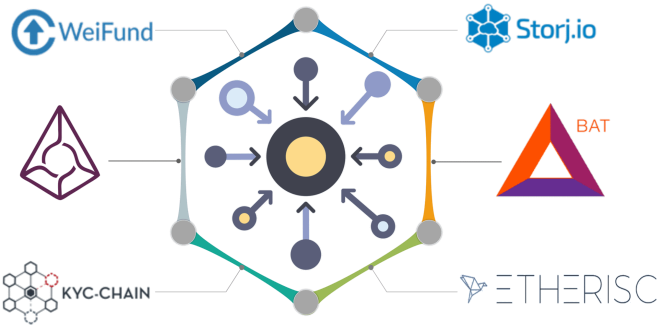 WeiFund
Storj.io
BAT
KYC-CHAIN
ETHERISC